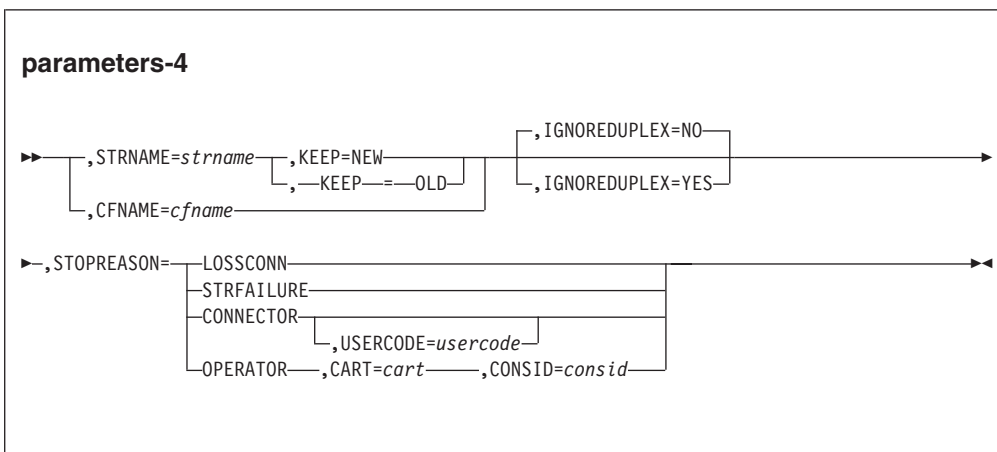 parameters-4
,IGNOREDUPLEX=NO
,STRNAME=strname ,KEEP=NEW
, KEEP = OLD ,IGNOREDUPLEX=YES
,CFNAME=cfname
,STOPREASON= LOSSCONN
STRFAILURE
CONNECTOR
,USERCODE=usercode
OPERATOR ,CART=cart ,CONSID=consid